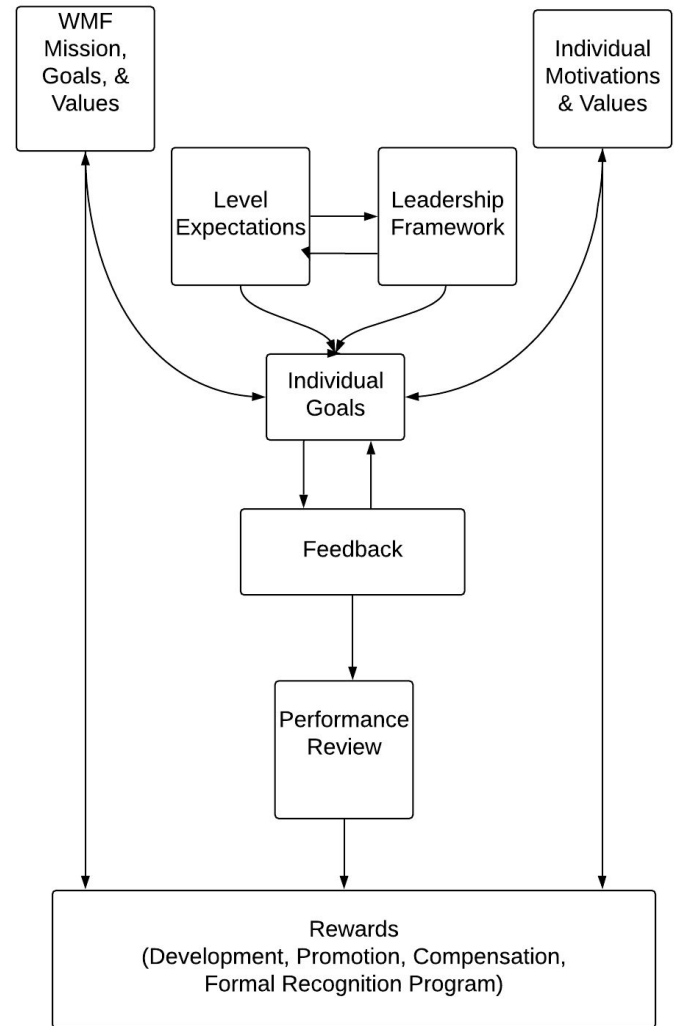 WMF
Mission,
Goals, &
Values
Individual
Motivations
& Values
Level
Expectations
Leadership
Framework
Individual
Goals
Feedback
Performance
Review
Rewards
(Development, Promotion, Compensation,
Formal Recognition Program)